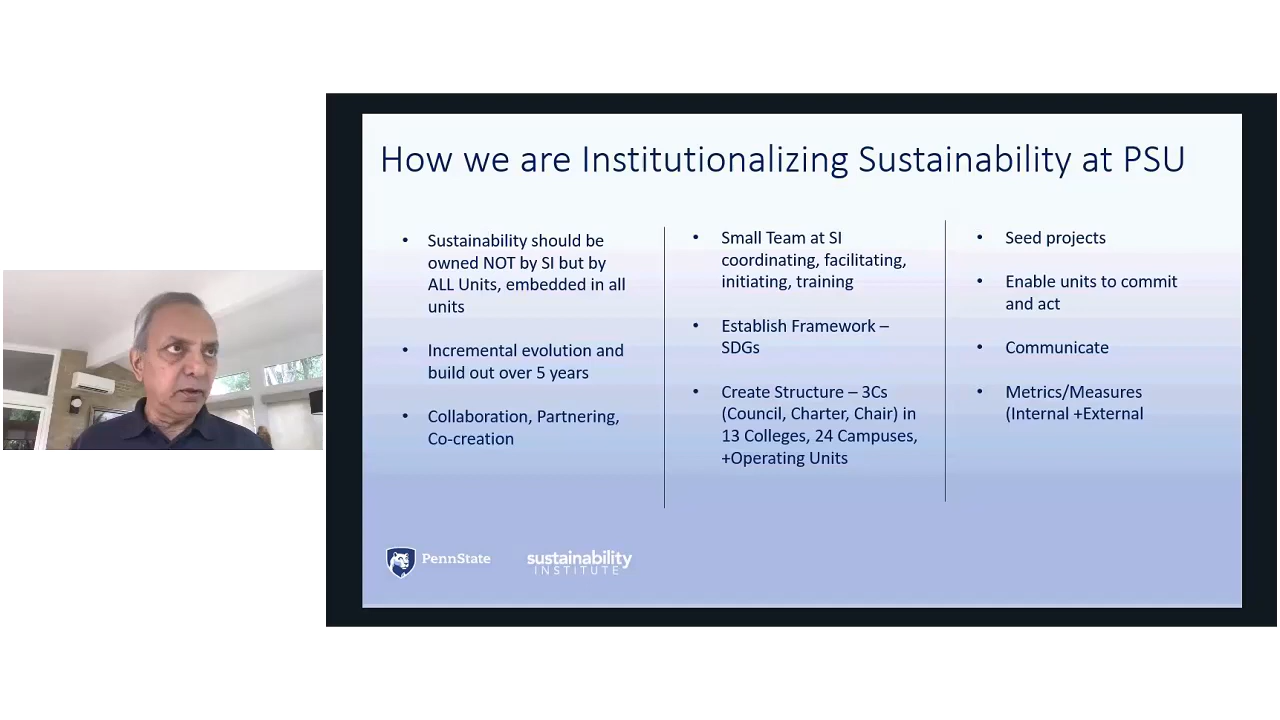 How we are Institutionalizing Sustainability at PSU
• Sustainability should be
owned NOT by SI but by
ALL Units, embedded in all
units
• Incremental evolution and
build out over 5 years
• Collaboration, Partnering,
Co-creation
• Small Team at SI
coordinating, facilitating,
initiating, training
• Establish Framework –
SDGs
• Create Structure – 3Cs
(Council, Charter, Chair) in
13 Colleges, 24 Campuses,
+Operating Units
• Seed projects
• Enable units to commit
and act
• Communicate
• Metrics/Measures
(Internal +External
PennState
sustainability
INSTITUTE